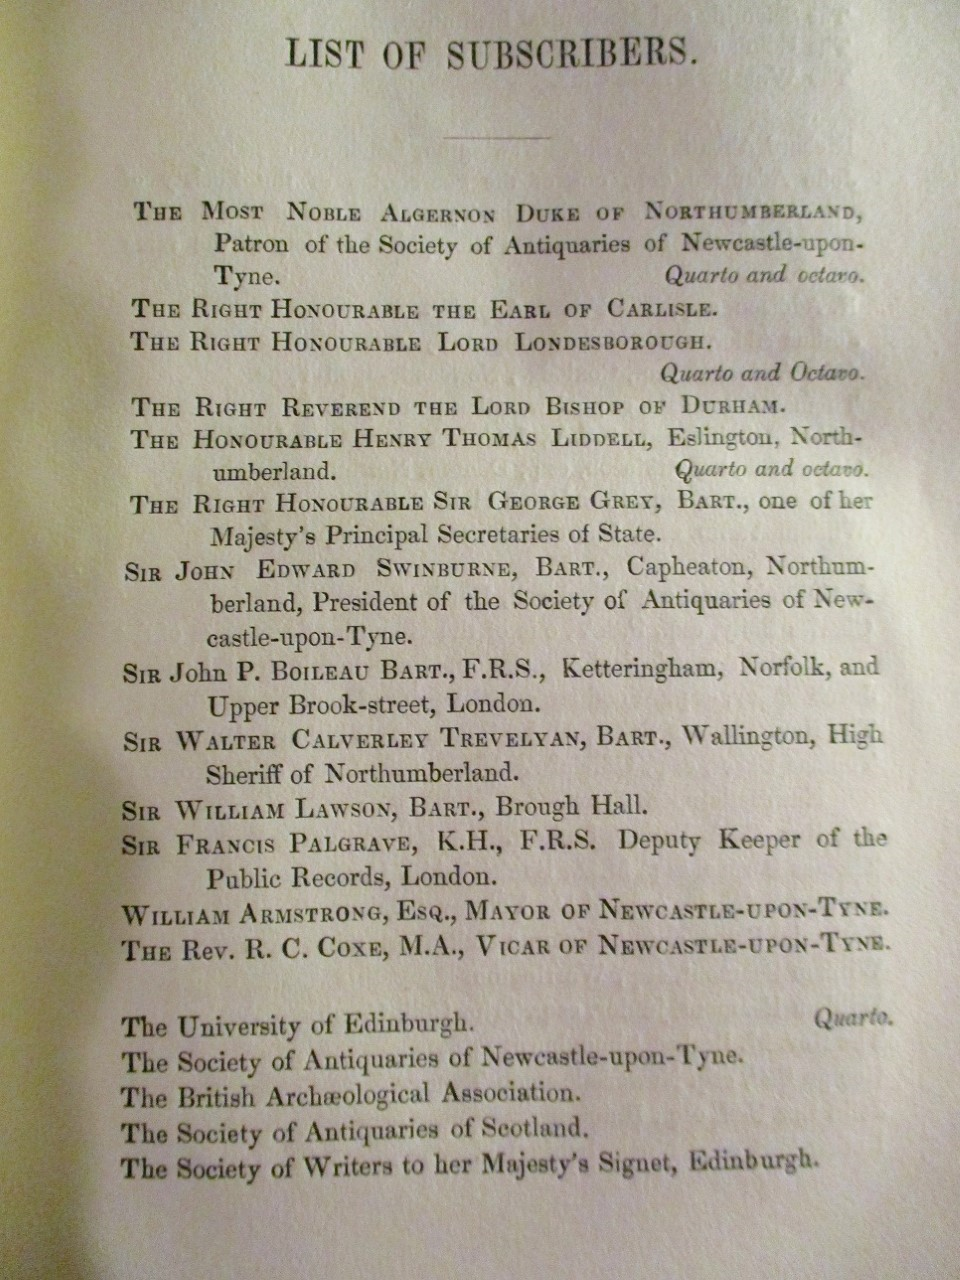 LIST OF SUBSCRIBERS.
THE MOST NOBLE ALGERNON DUKE OF NORTHUMBERLAND,
Patron of the Society of Antiquaries of Newcastle-upon-
Tyne. Quarto and octavo.
THE RIGHT HONOURABLE THE EARL OF CARLISLE.
THE RIGHT HONOURABLE LORD LONDESBOROUGH.
Quarto and Octavo.
THE RIGHT REVEREND THE LORD BISHOP OF DURHAM.
THE HONOURABLE HENRY THOMAS LIDDELL, Eslington, North-
umberland. Quarto and octavo.
THE RIGHT HONOURABLE SIR GEORGE GREY, BART., one of her
Majesty's Principal Secretaries of State.
SIR JOHN EDWARD SWINBURNE, BART., Capheaton, Northum-
berland, President of the Society of Antiquaries of New-
castle-upon-Tyne.
SIR John P. BOILEAU BART., F.R.S., Ketteringham, Norfolk, and
Upper Brook-street, London.
SIR WALTER CALVERLEY TREVELYAN, BART., Wallington, High
Sheriff of Northumberland.
SIR WILLIAM LAWSON, BART., Brough Hall.
SIR FRANCIS PALGRAVE, K.H., F.R.S. Deputy Keeper of the
Public Records, London.
WILLIAM ARMSTRONG, ESQ., MAYOR OF NEWCASTLE-UPON-TYNE.
THE Rev. R. C. COXE, M.A., VICAR OF NEWCASTLE-UPON-TYNE.
The University of Edinburgh. Quarto.
The Society of Antiquaries of Newcastle-upon-Tyne.
The British Archæological Association.
The Society of Antiquaries of Scotland.
The Society of Writers to her Majesty's Signet, Edinburgh.